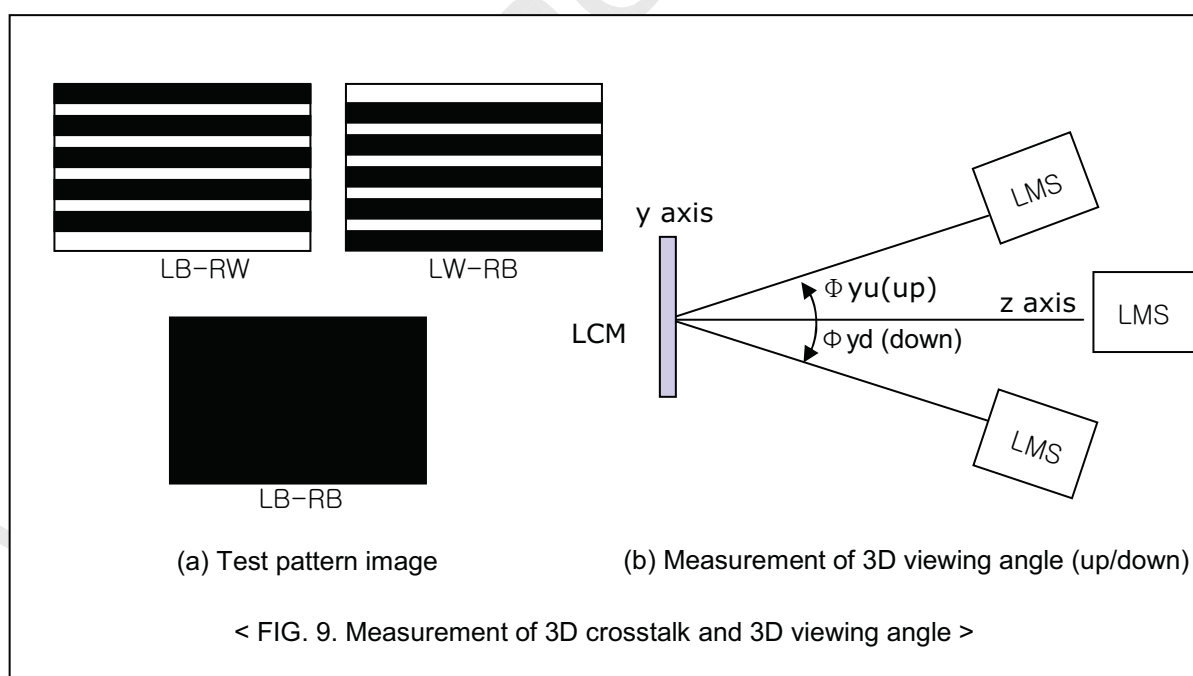 LB-RW
LW-RB
LB-RB
(a) Test pattern image
y axis
LCM
Φ yu(up)
z axis
Φ yd (down)
LMS
LMS
LMS
(b) Measurement of 3D viewing angle (up/down)
< FIG. 9. Measurement of 3D crosstalk and 3D viewing angle >